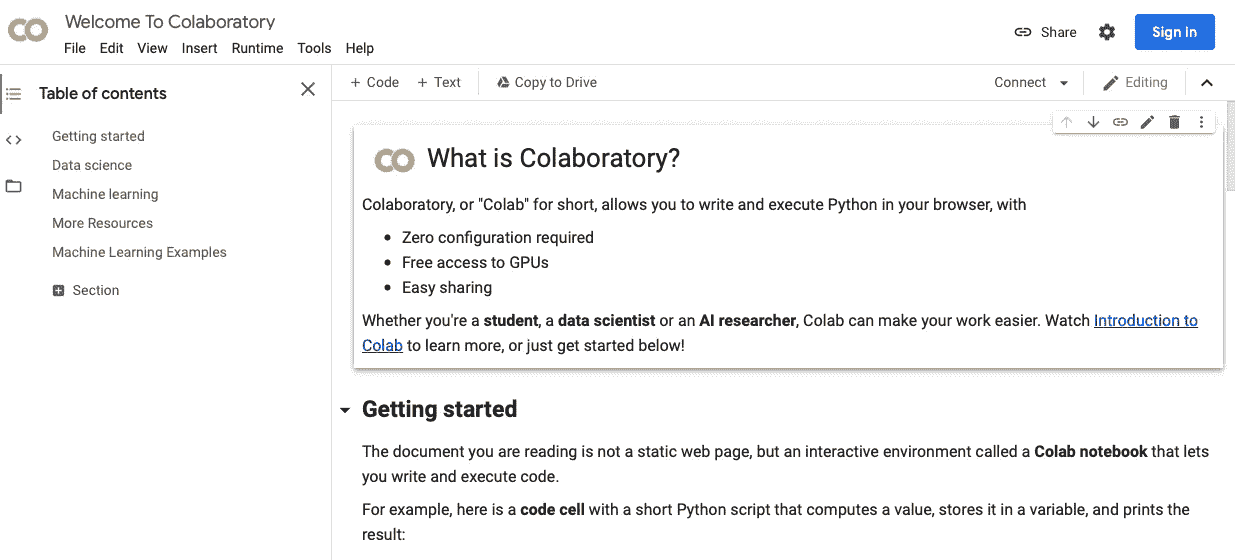 Welcome To Colaboratory
File Edit View Insert Runtime Tools Help
Share
Sign in
Table of contents
Getting started
Data science
Machine learning
More Resources
Machine Learning Examples
Section
+ Code + Text Copy to Drive
Connect
Editing
CO What is Colaboratory?
Colaboratory, or "Colab" for short, allows you to write and execute Python in your browser, with
• Zero configuration required
• Free access to GPUs
• Easy sharing
Whether you're a student, a data scientist or an AI researcher, Colab can make your work easier. Watch Introduction to
Colab to learn more, or just get started below!
Getting started
The document you are reading is not a static web page, but an interactive environment called a Colab notebook that lets
you write and execute code.
For example, here is a code cell with a short Python script that computes a value, stores it in a variable, and prints the
result: